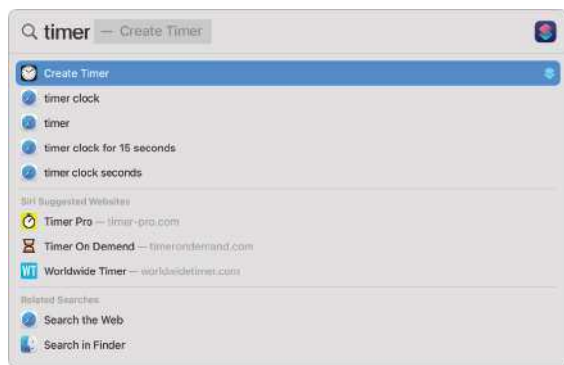 timer — Create Timer
Create Timer
timer clock
timer
timer clock for 15 seconds
timer clock seconds
Siri Suggested Websites
Timer Pro — timer-pro.com
Timer On Demend — timerondemand.com
WT Worldwide Timer — worldwidetimer.com
Related Searches
Search the Web
Search in Finder